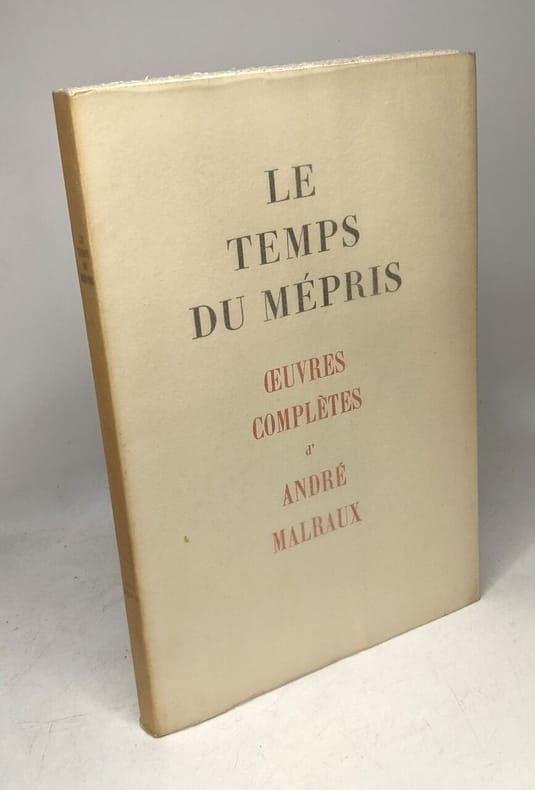 LE
TEMPS
DU MÉPRIS
ŒUVRES
COMPLÈTES
d'
ANDRÉ
MALRAUX